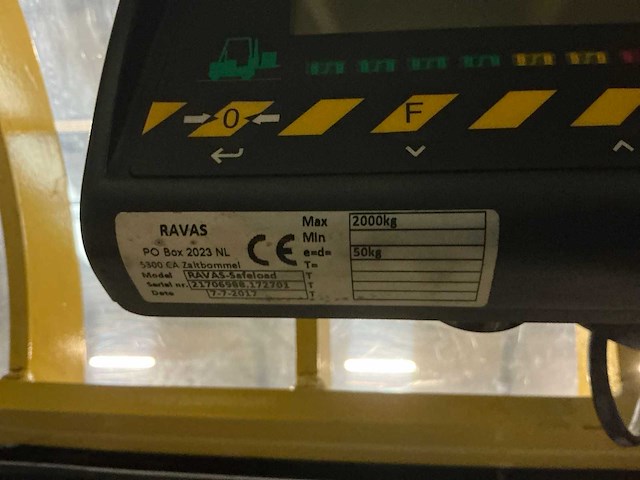 0
F
RAVAS
PO Box 2023 NL
5300 CA Zaltbommel
Model RAVAS-Safeload
Serial nr. 21706988.172701
Date 7-7-2017
CE
Max 2000kg
Min
e=d= 50kg
T=
T
T
T